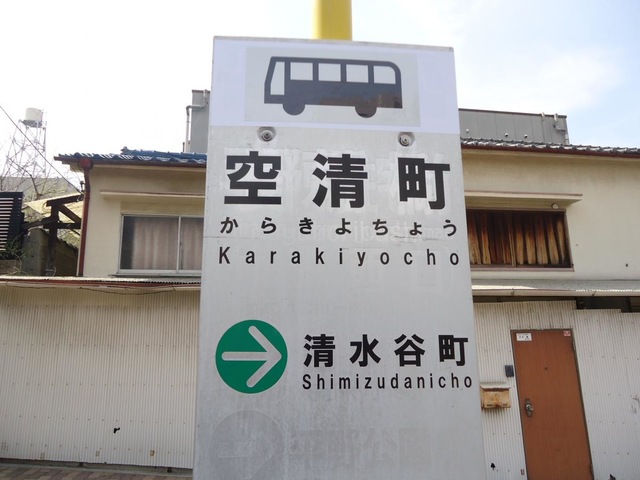 空清町
からきよちょう
Karakiyocho
清水谷町
Shimizudanicho